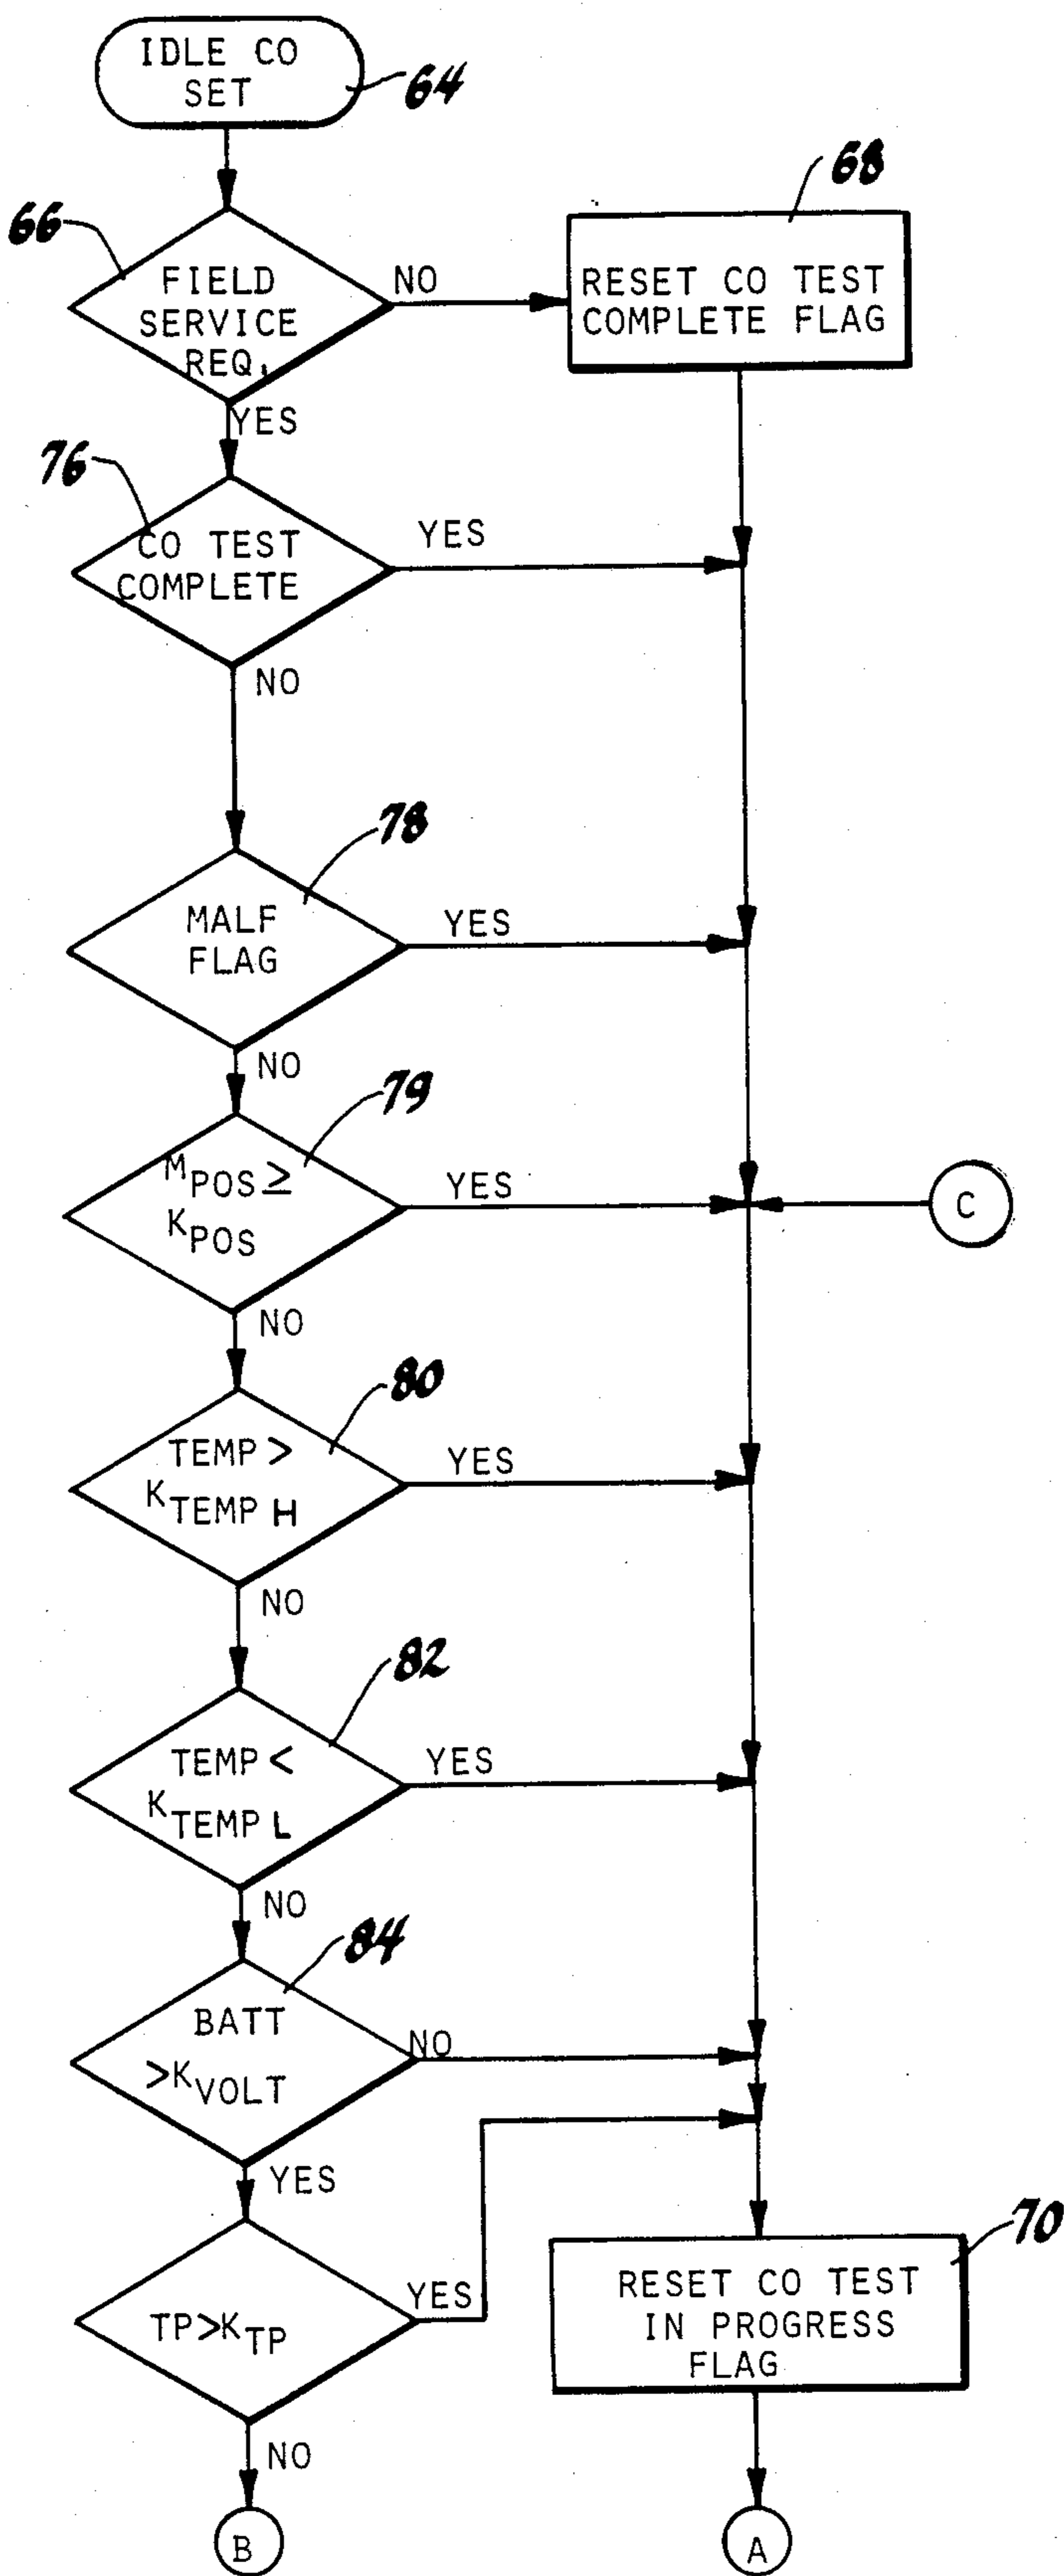 IDLE CO
SET
64
66
FIELD
SERVICE
REQ.
NO
68
RESET CO TEST
COMPLETE FLAG
YES
76
CO TEST
COMPLETE
YES
NO
78
MALF
FLAG
YES
NO
79
MPOS ≥
KPOS
YES
C
NO
80
TEMP >
KTEMP H
YES
NO
82
TEMP <
KTEMP L
YES
NO
84
BATT
>KVOLT
NO
YES
TP>KTP
YES
70
RESET CO TEST
IN PROGRESS
FLAG
NO
B
A